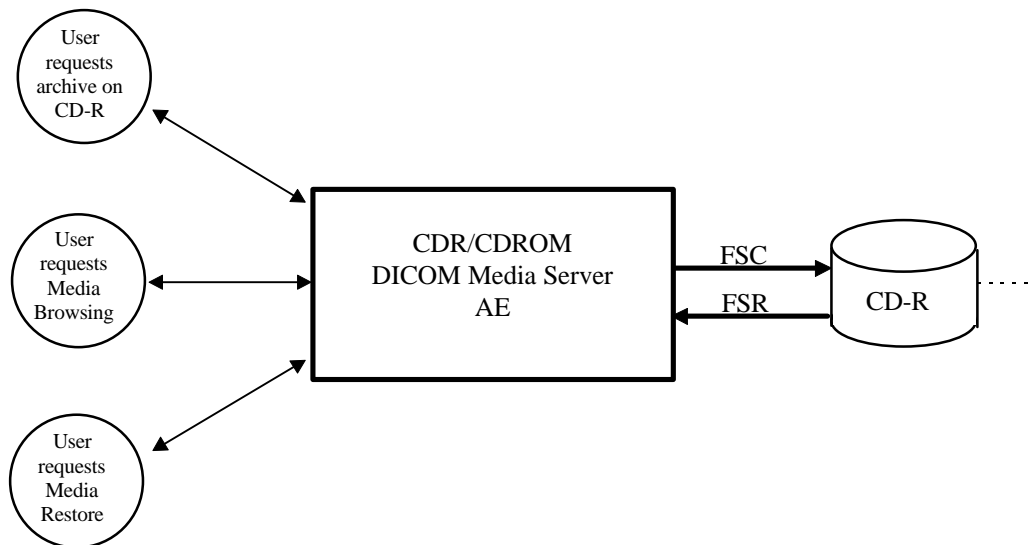 User
requests
archive on
CD-R
User
requests
Media
Browsing
User
requests
Media
Restore
CDR/CDROM
DICOM Media Server
AE
FSC
FSR
CD-R